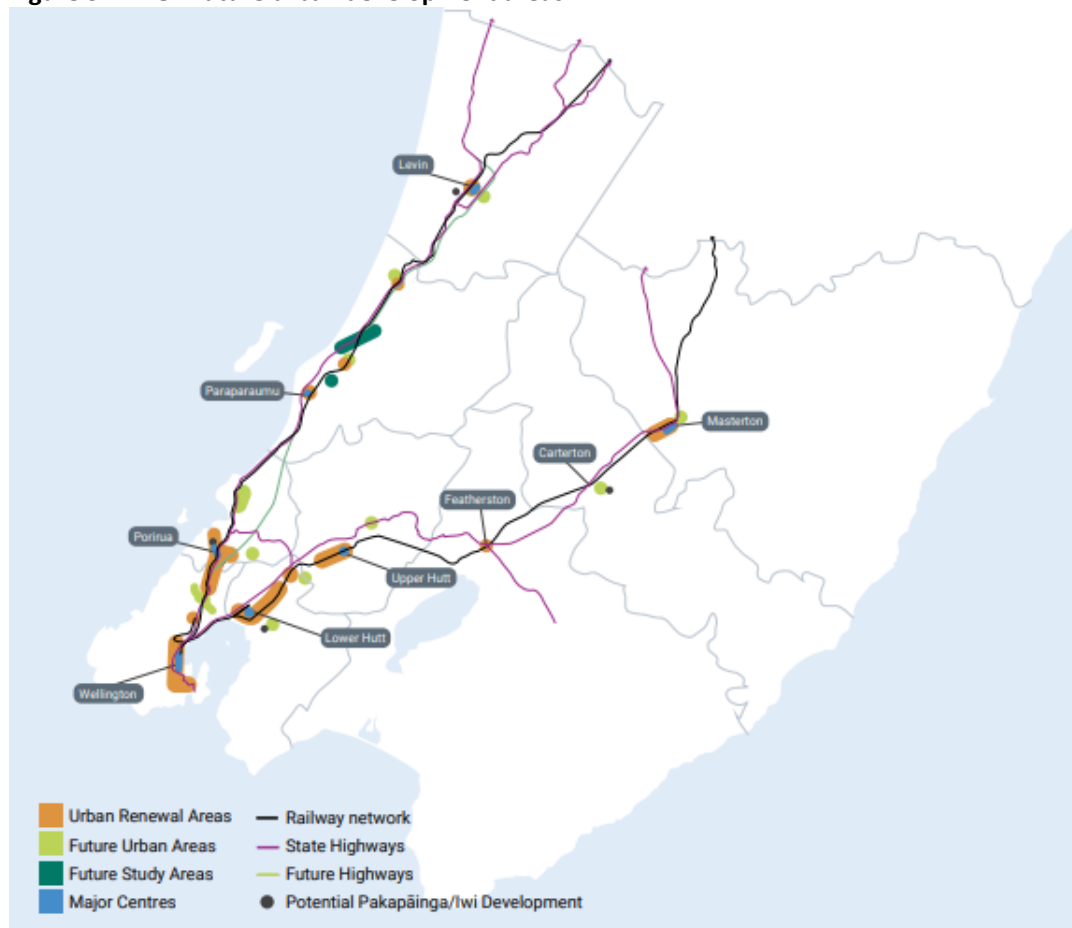 Levin
Paraparaumu
Masterton
Carterton
Featherston
Porirua
Upper Hutt
Lower Hutt
Wellington
Urban Renewal Areas
Future Urban Areas
Future Study Areas
Major Centres
Railway network
State Highways
Future Highways
Potential Pakapāinga/Iwi Development